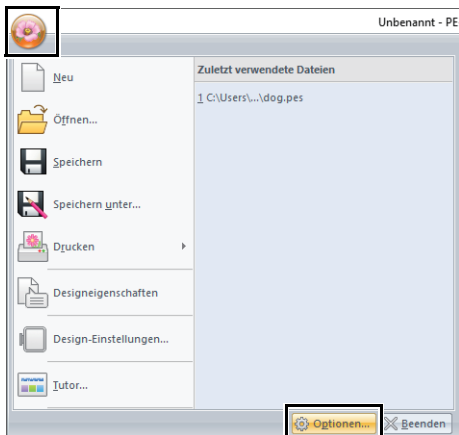 Unbenannt - PE
Neu
Öffnen...
Speichern
Speichern unter...
Drucken
Designeigenschaften
Design-Einstellungen...
Tutor...
Zuletzt verwendete Dateien
1 C:\Users\...\dog.pes
Optionen...
Beenden